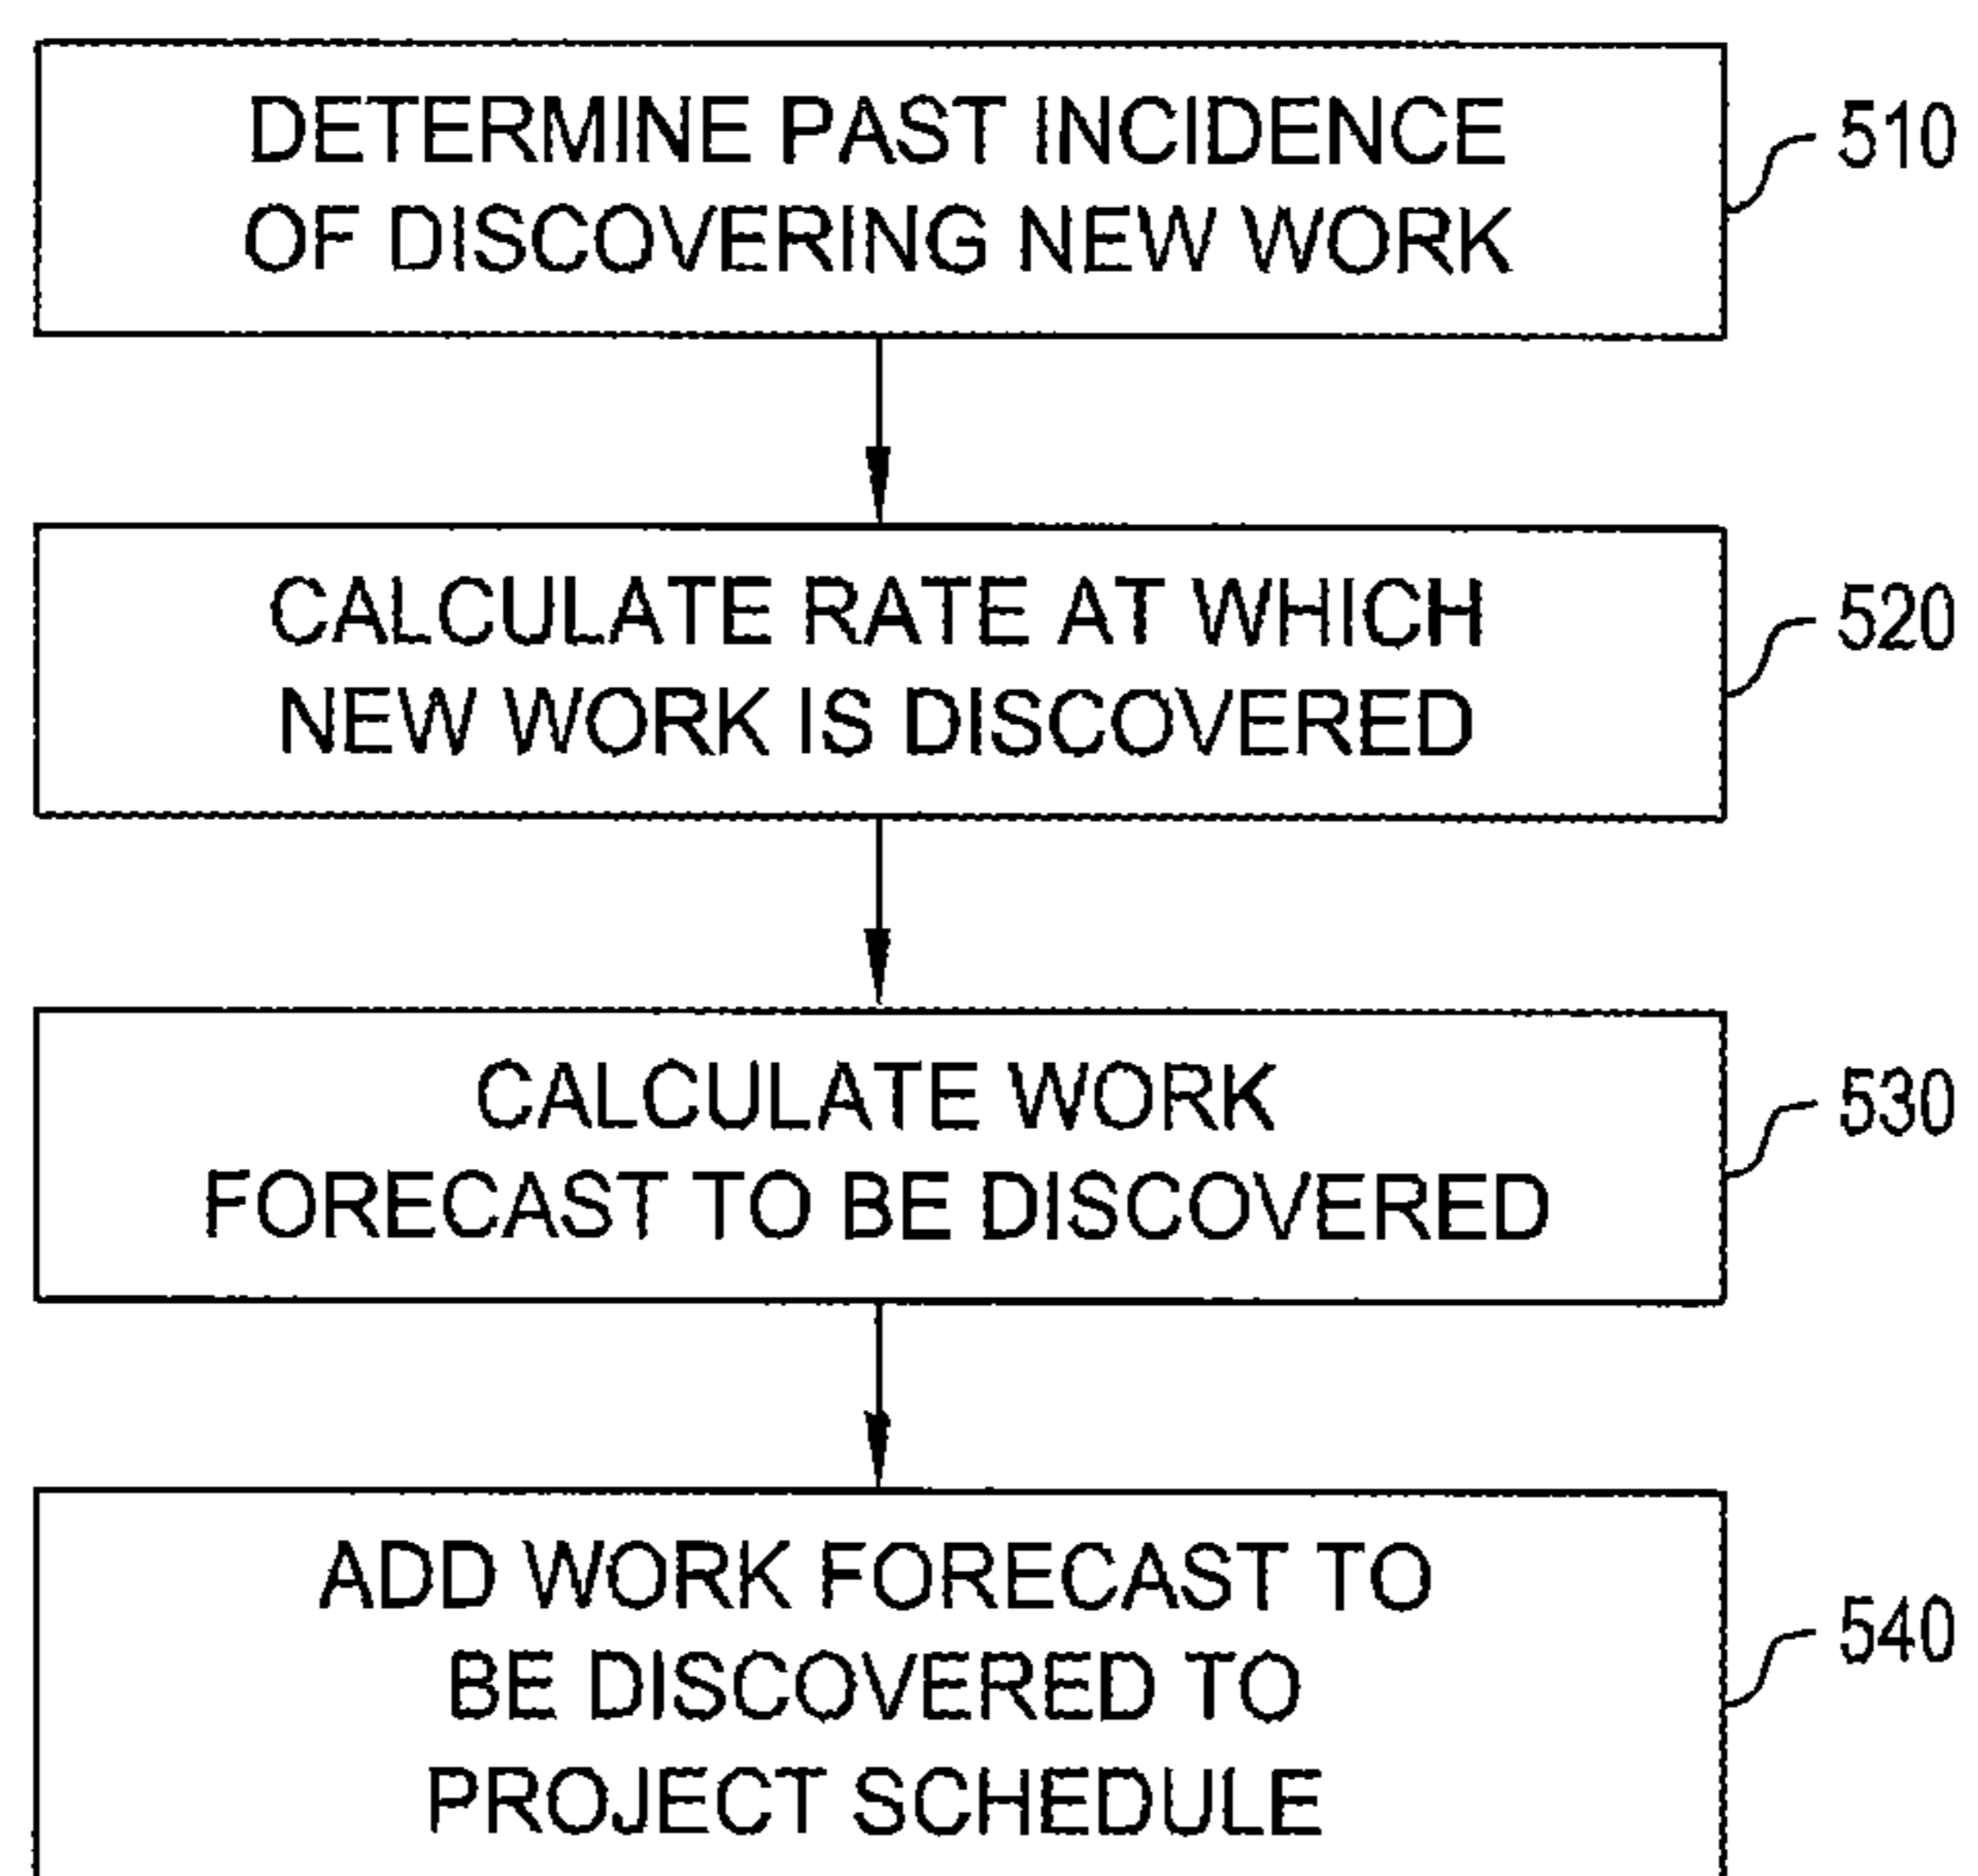 DETERMINE PAST INCIDENCE
OF DISCOVERING NEW WORK
510
CALCULATE RATE AT WHICH
NEW WORK IS DISCOVERED
520
CALCULATE WORK
FORECAST TO BE DISCOVERED
530
ADD WORK FORECAST TO
BE DISCOVERED TO
PROJECT SCHEDULE
540